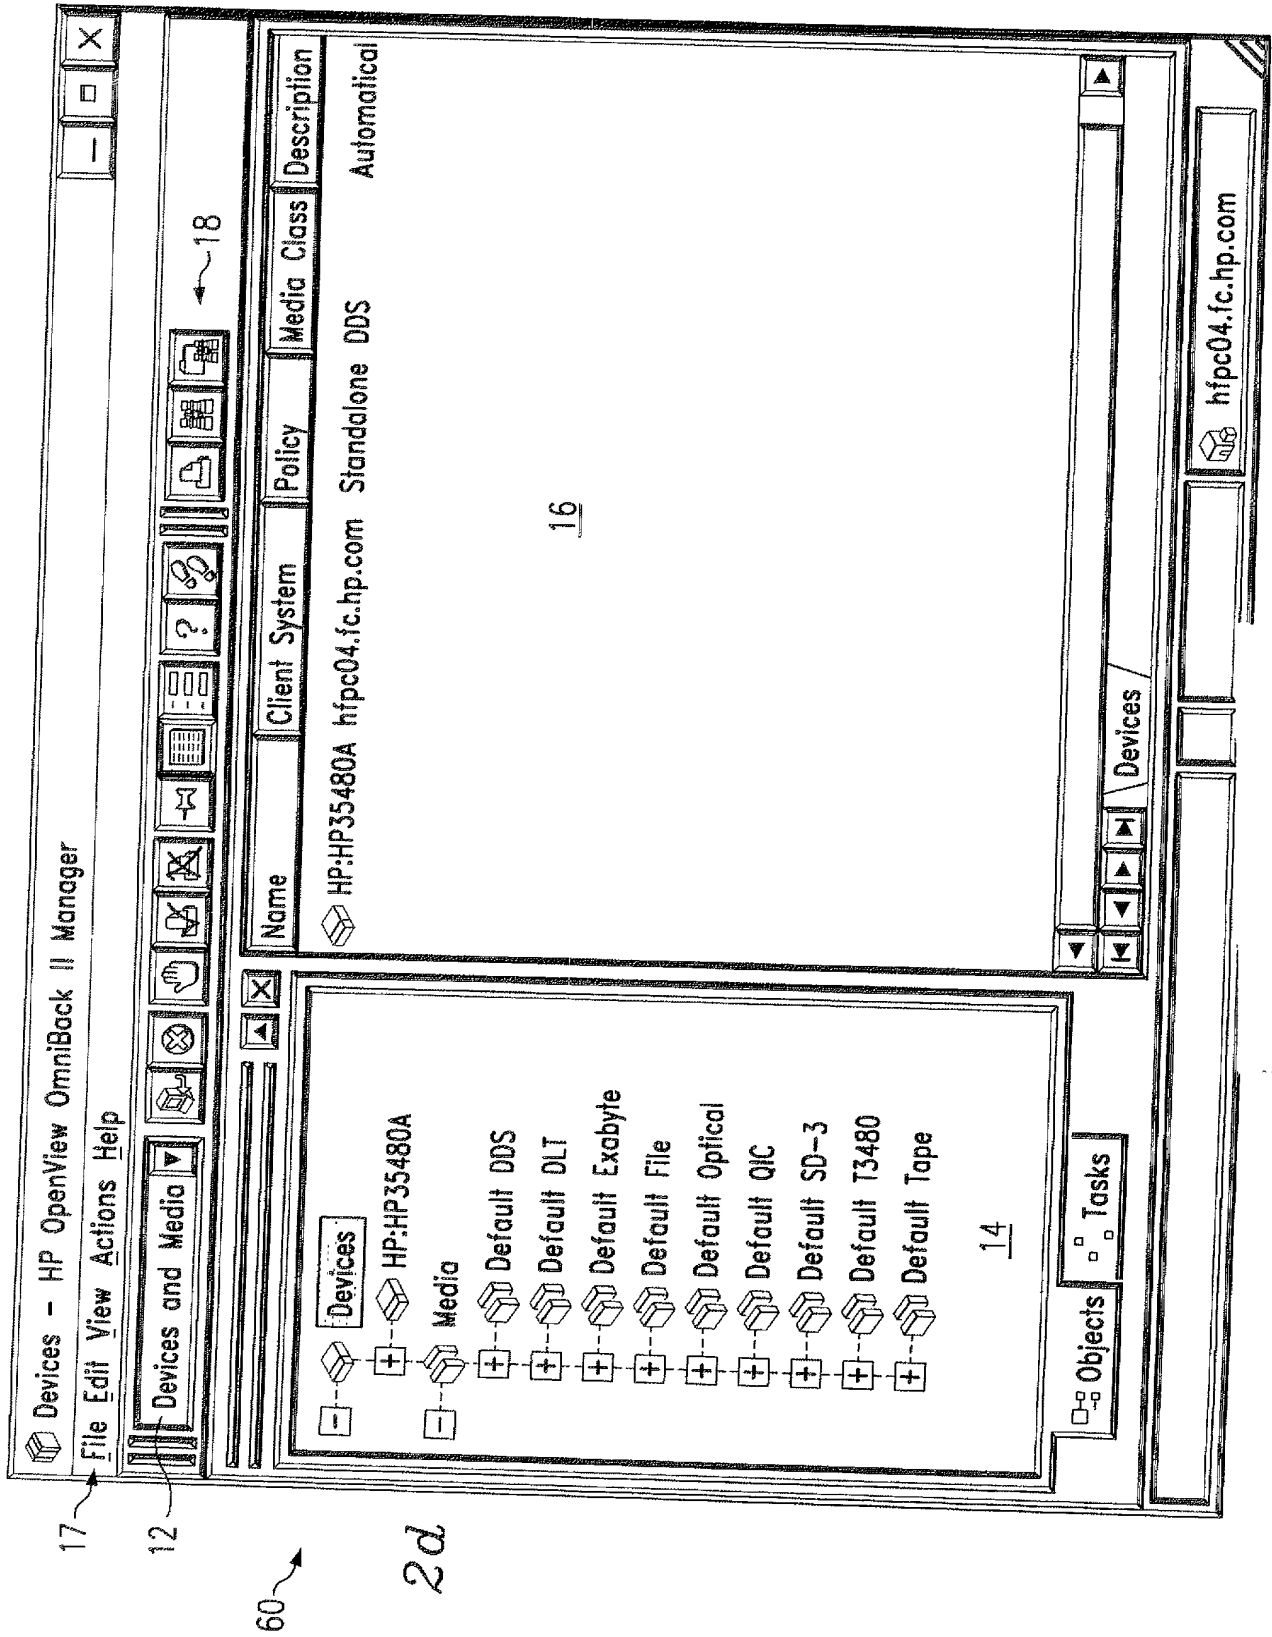 Devices – HP OpenView OmniBack II Manager
17
File Edit View Actions Help
12
Devices and Media
18
60
2d
Name Client System Policy Media Class Description
HP:HP35480A hfpc04.fc.hp.com Standalone DDS Automatical
Devices
HP:HP35480A
Media
Default DDS
Default DLT
Default Exabyte
Default File
Default Optical
Default QIC
Default SD-3
Default T3480
Default Tape
14
16
Objects Tasks
Devices
hfpc04.fc.hp.com